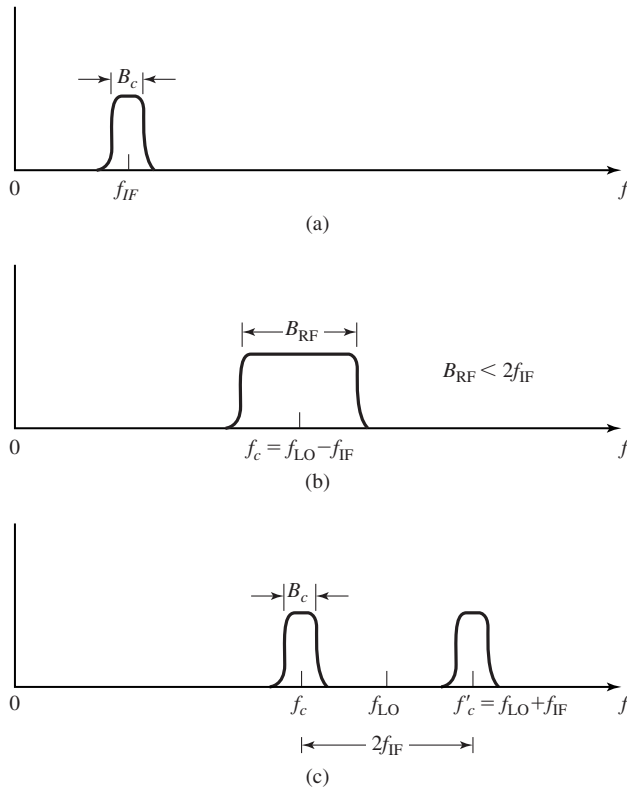 B_c
0 f_IF f
(a)
B_RF
B_RF < 2f_IF
0 f_c = f_LO − f_IF f
(b)
B_c
0 f_c f_LO f'_c = f_LO + f_IF f
2f_IF
(c)